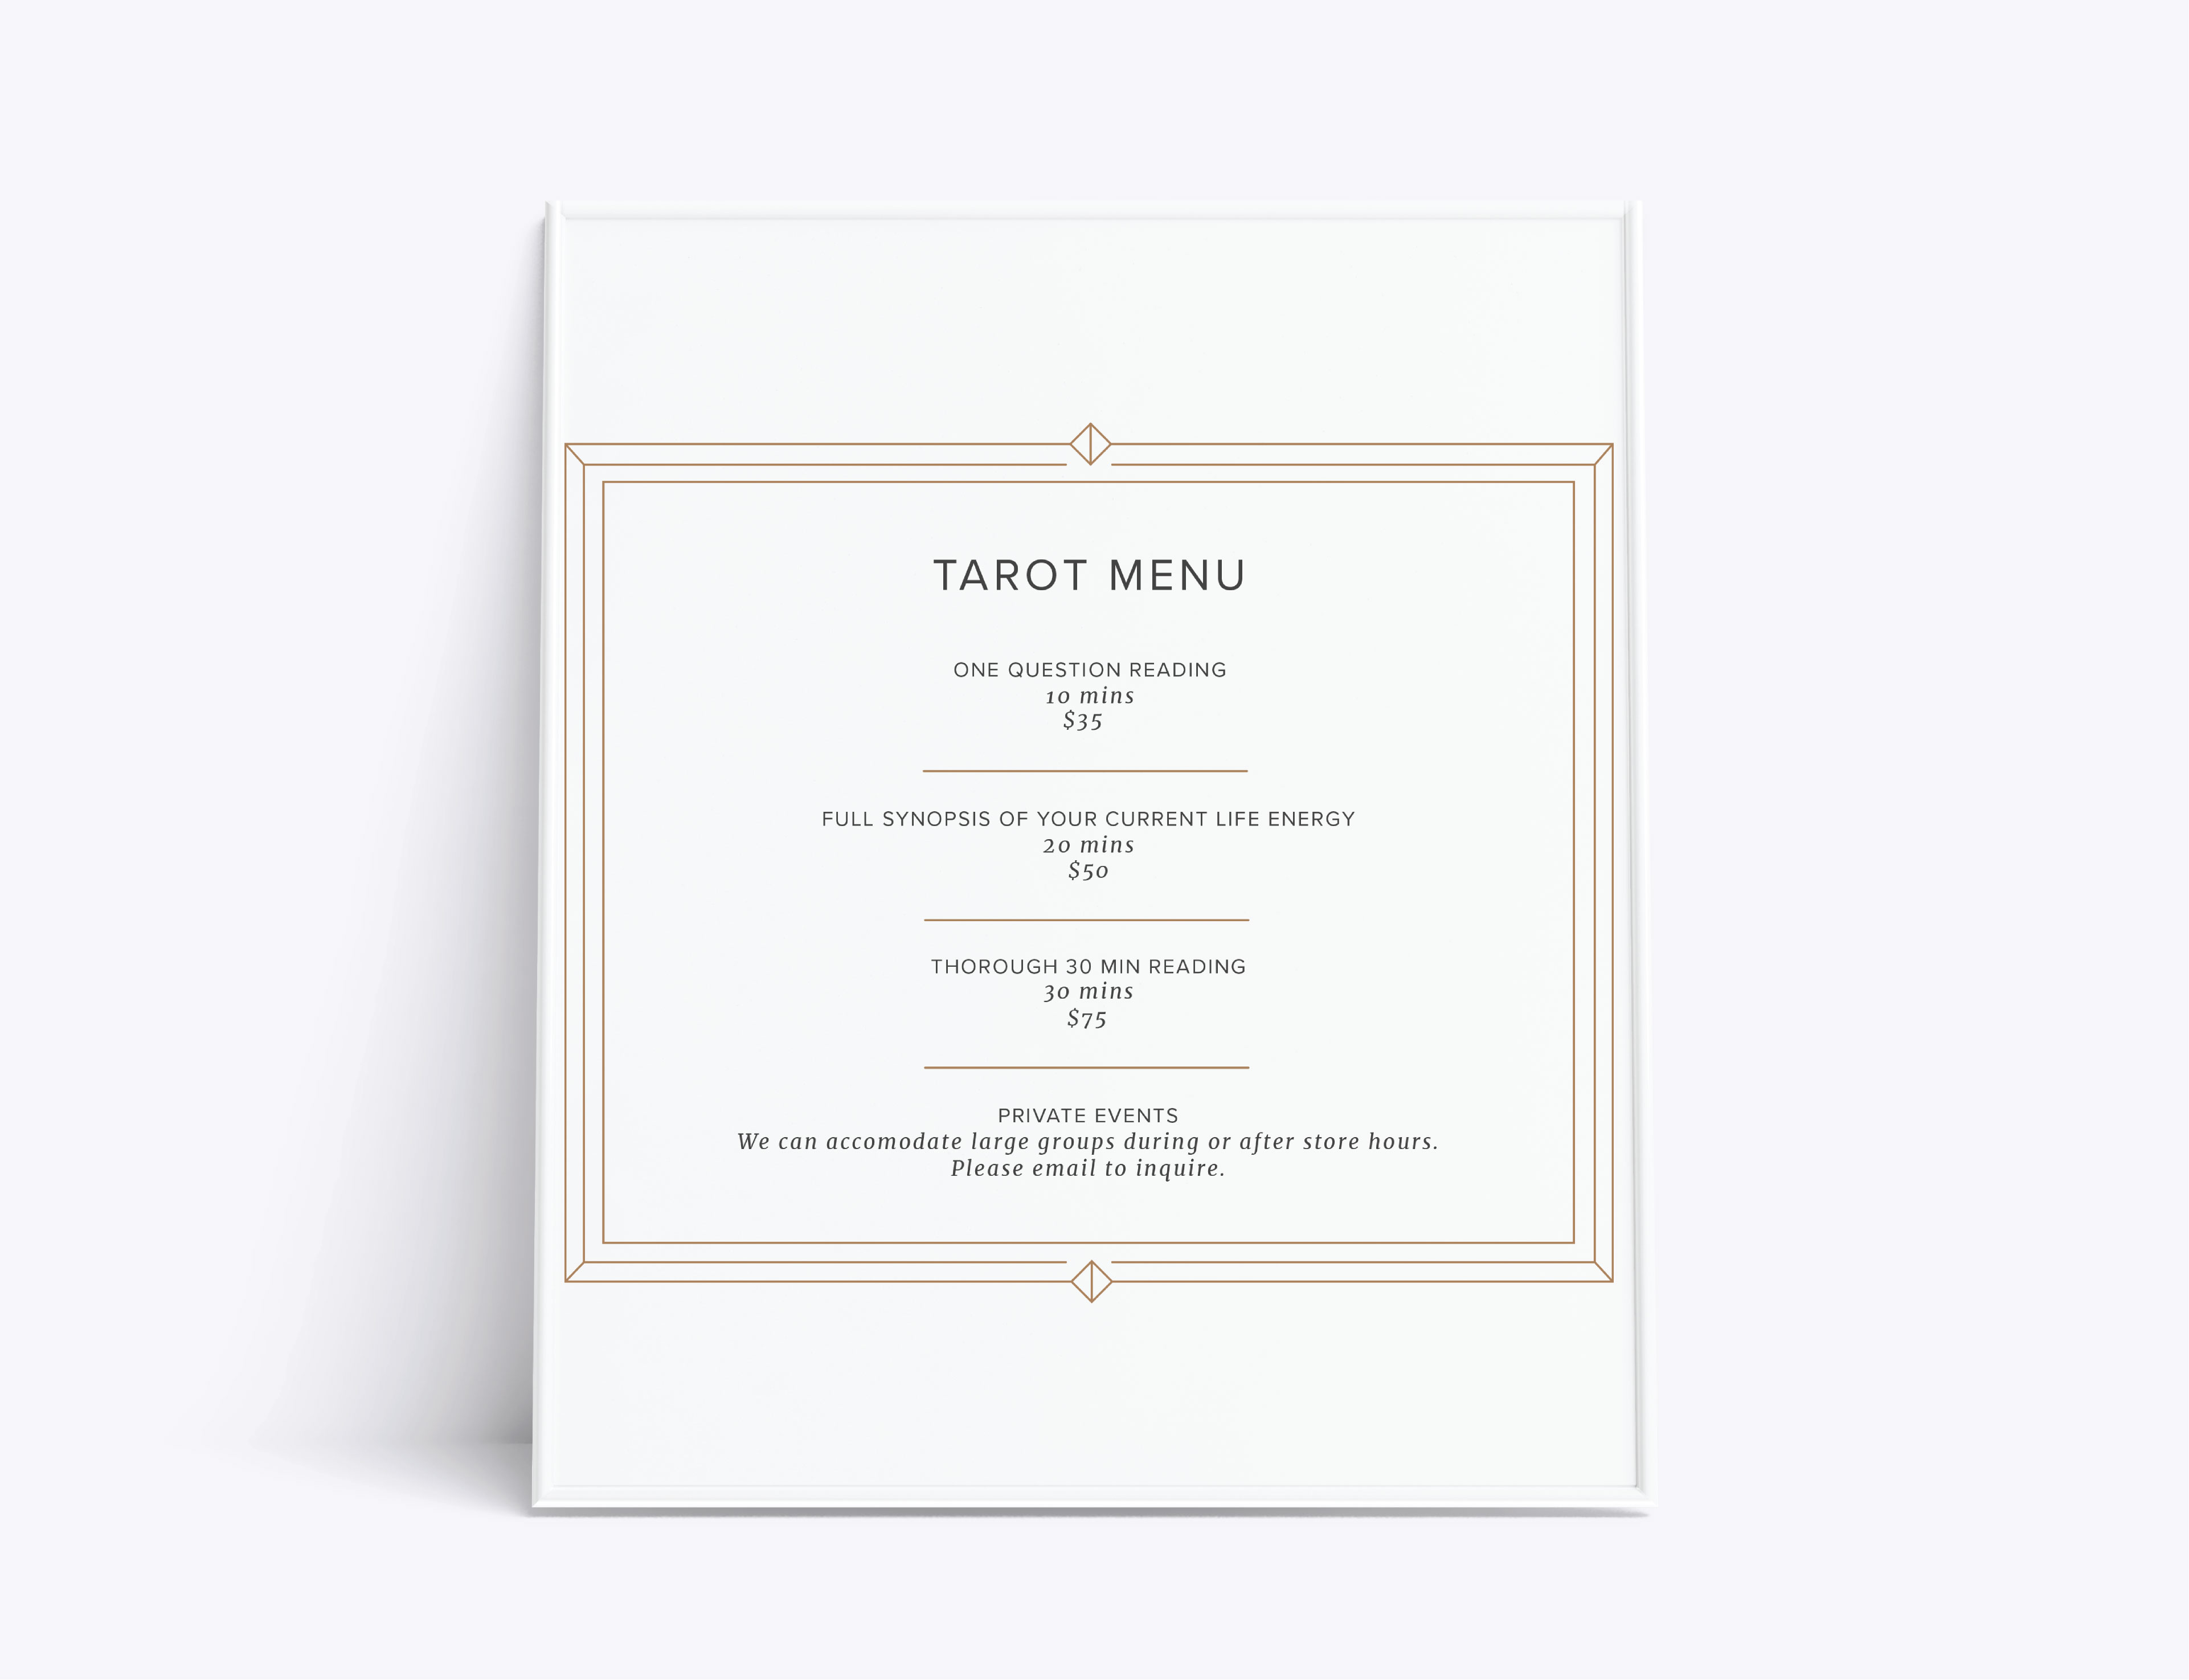 TAROT MENU
ONE QUESTION READING
10 mins
$35
FULL SYNOPSIS OF YOUR CURRENT LIFE ENERGY
20 mins
$50
THOROUGH 30 MIN READING
30 mins
$75
PRIVATE EVENTS
We can accomodate large groups during or after store hours.
Please email to inquire.